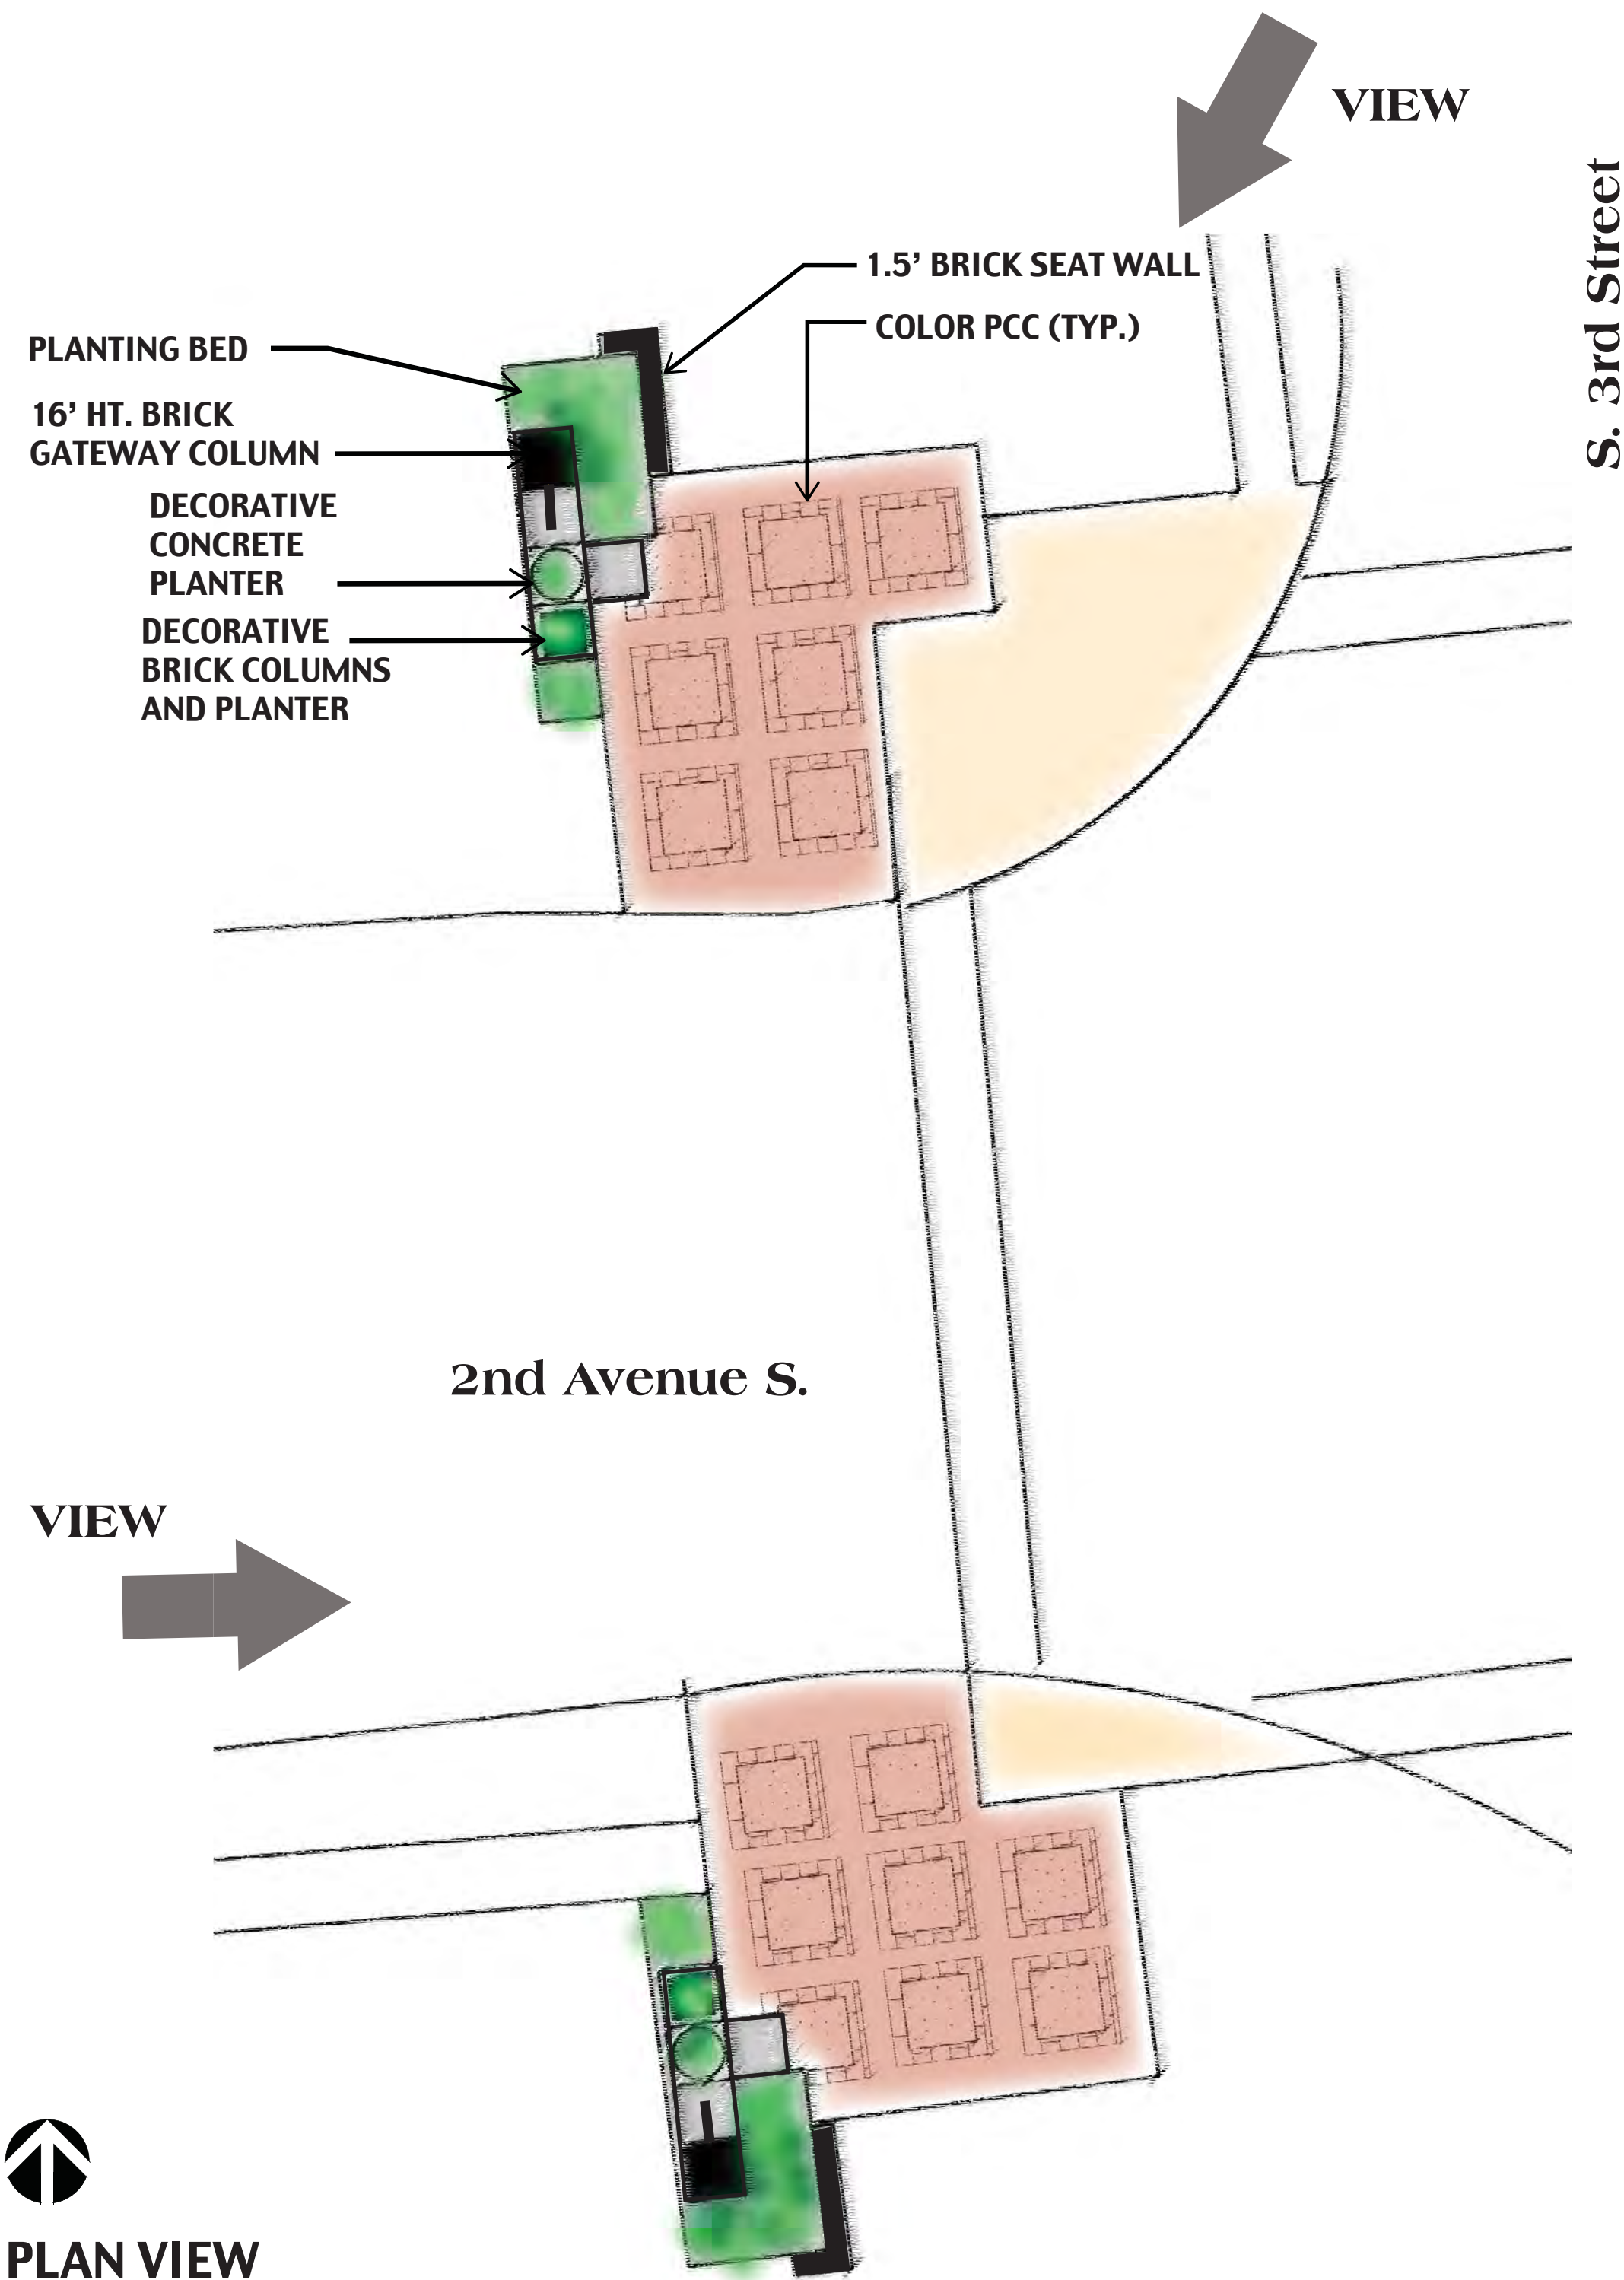 VIEW
S. 3rd Street
1.5’ BRICK SEAT WALL
COLOR PCC (TYP.)
PLANTING BED
16’ HT. BRICK
GATEWAY COLUMN
DECORATIVE
CONCRETE
PLANTER
DECORATIVE
BRICK COLUMNS
AND PLANTER
2nd Avenue S.
VIEW
PLAN VIEW